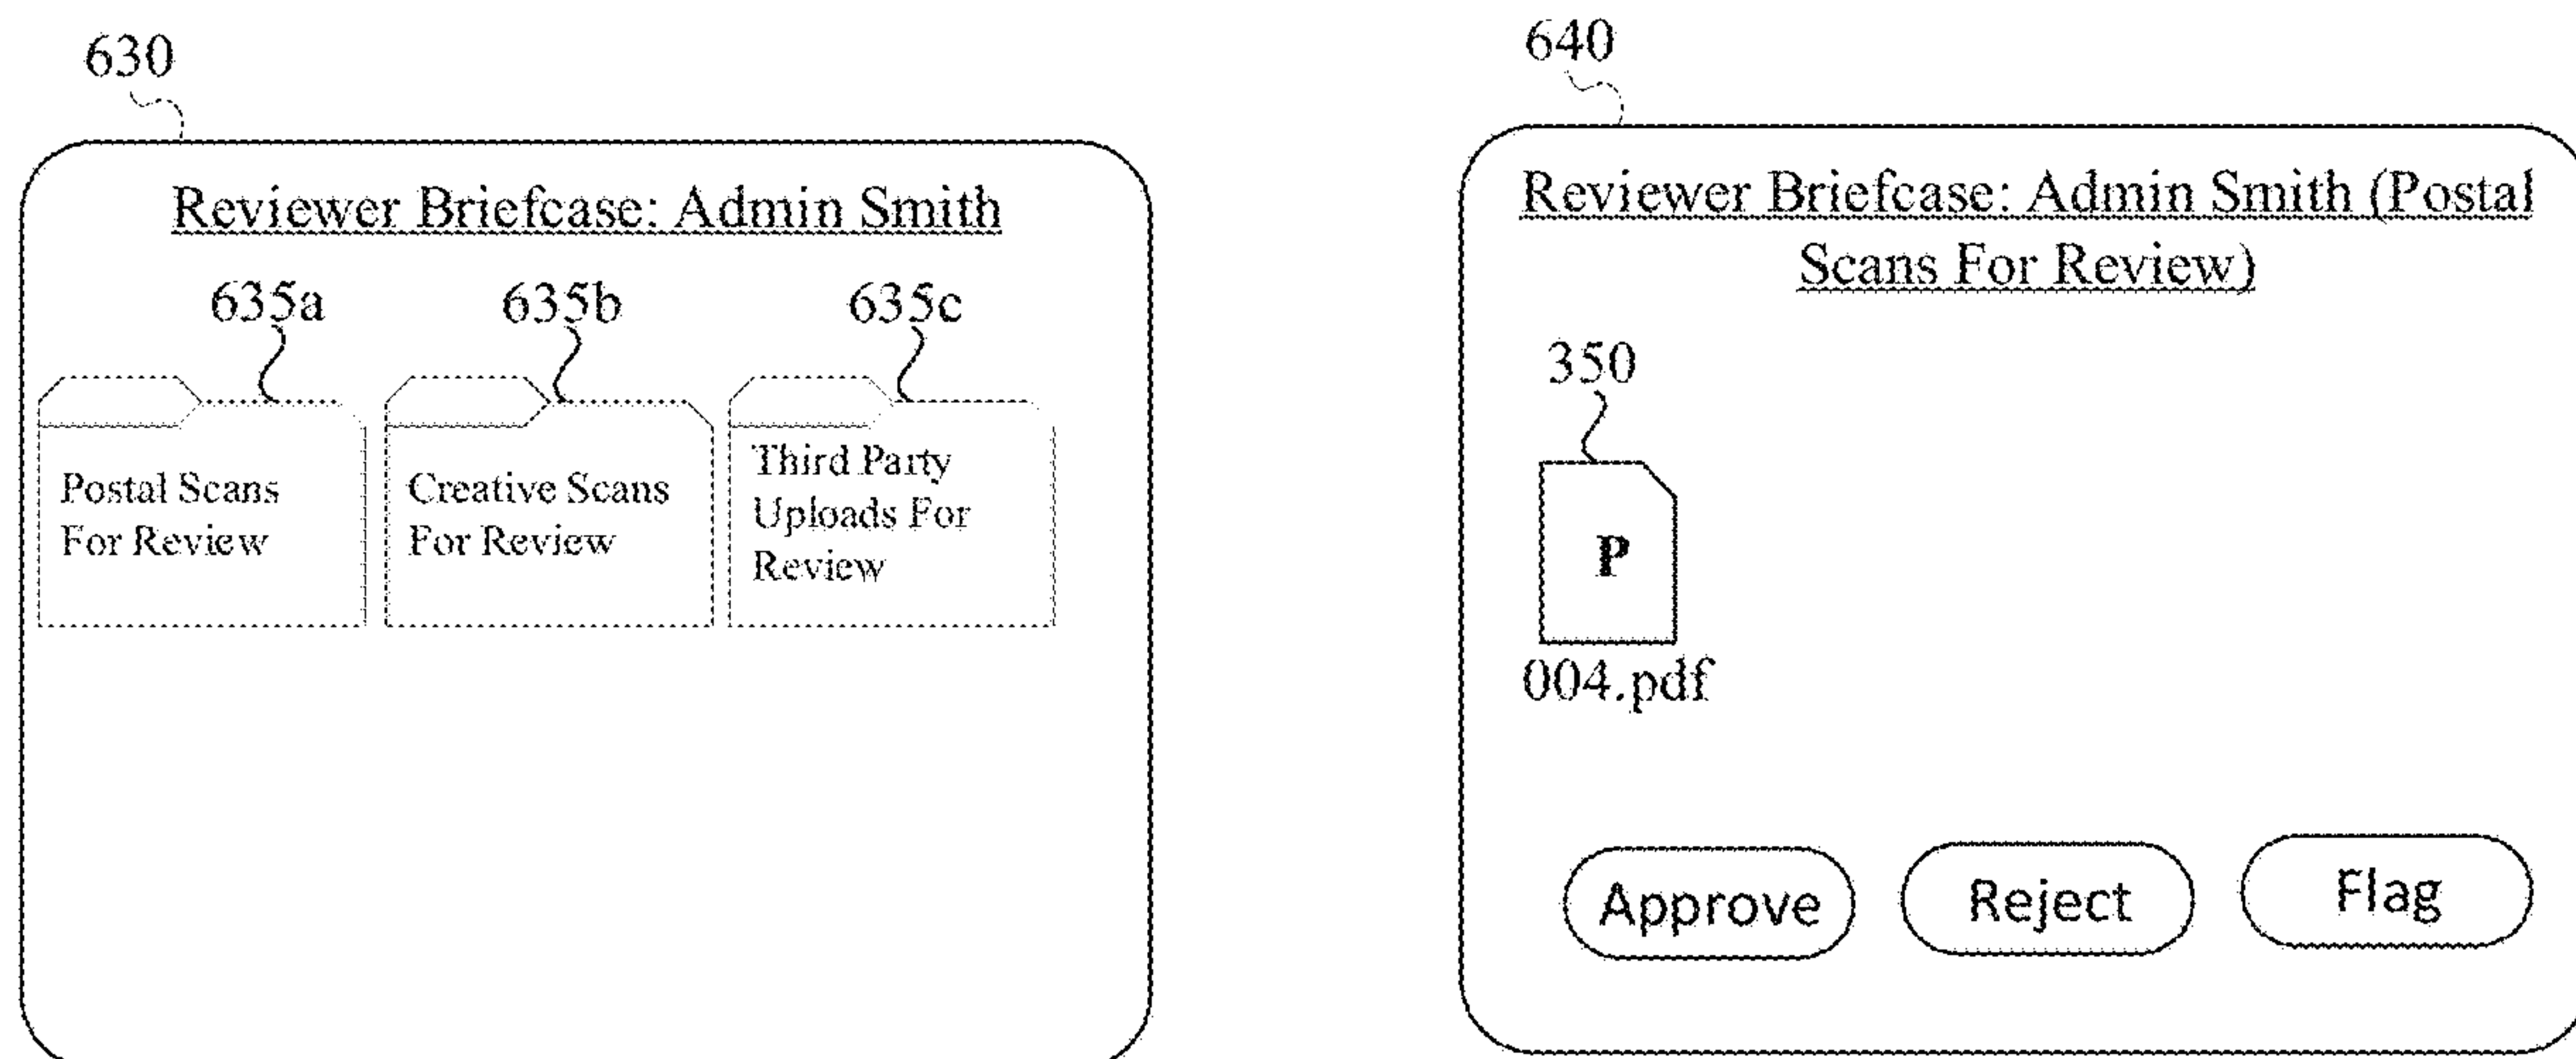 630
Reviewer Briefcase: Admin Smith
635a
635b
635c
Postal Scans
For Review
Creative Scans
For Review
Third Party
Uploads For
Review
640
Reviewer Briefcase: Admin Smith (Postal
Scans For Review)
350
P
004.pdf
Approve
Reject
Flag